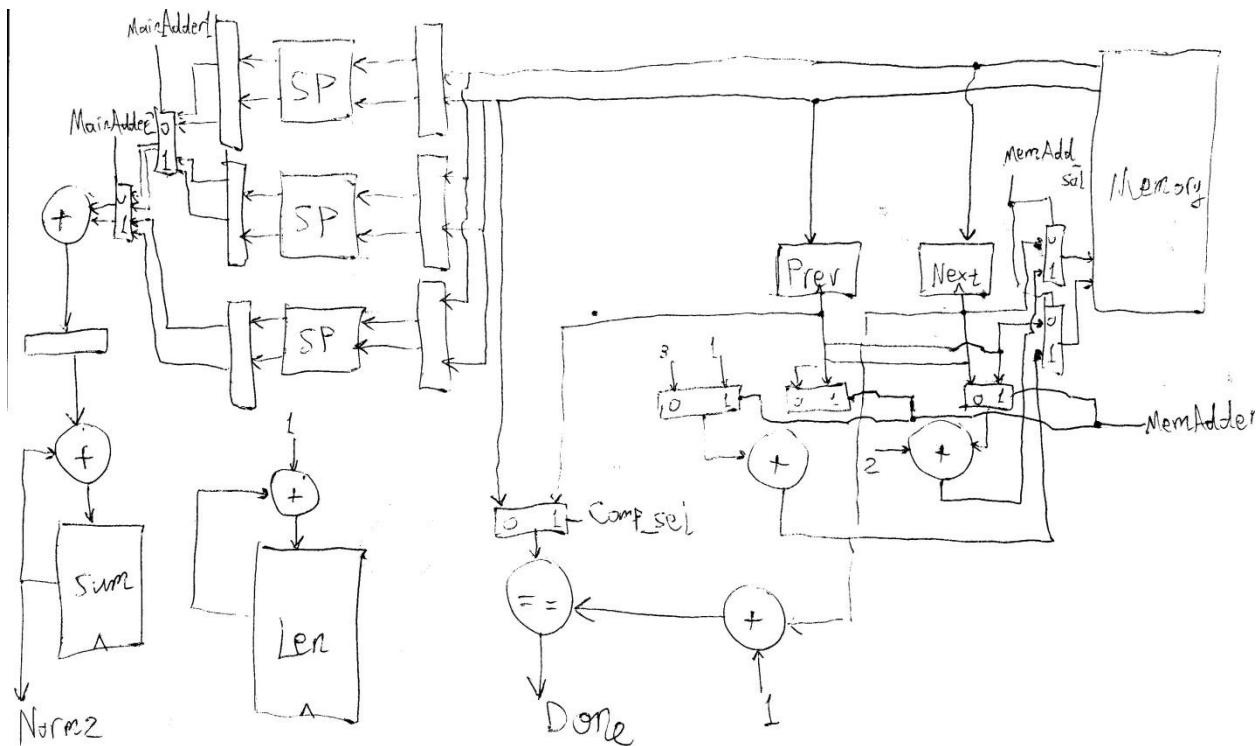 MainAdder1
MainAdder2
0
1
0
1
SP
SP
SP
+
+
Sum
Norm2
1
+
Len
Memory
MemAdd
sel
0
1
0
1
Prev
Next
3
1
0 1
0 1
0 1
MemAdder
+
2
+
0 1
Comp_sel
==
+
1
Done